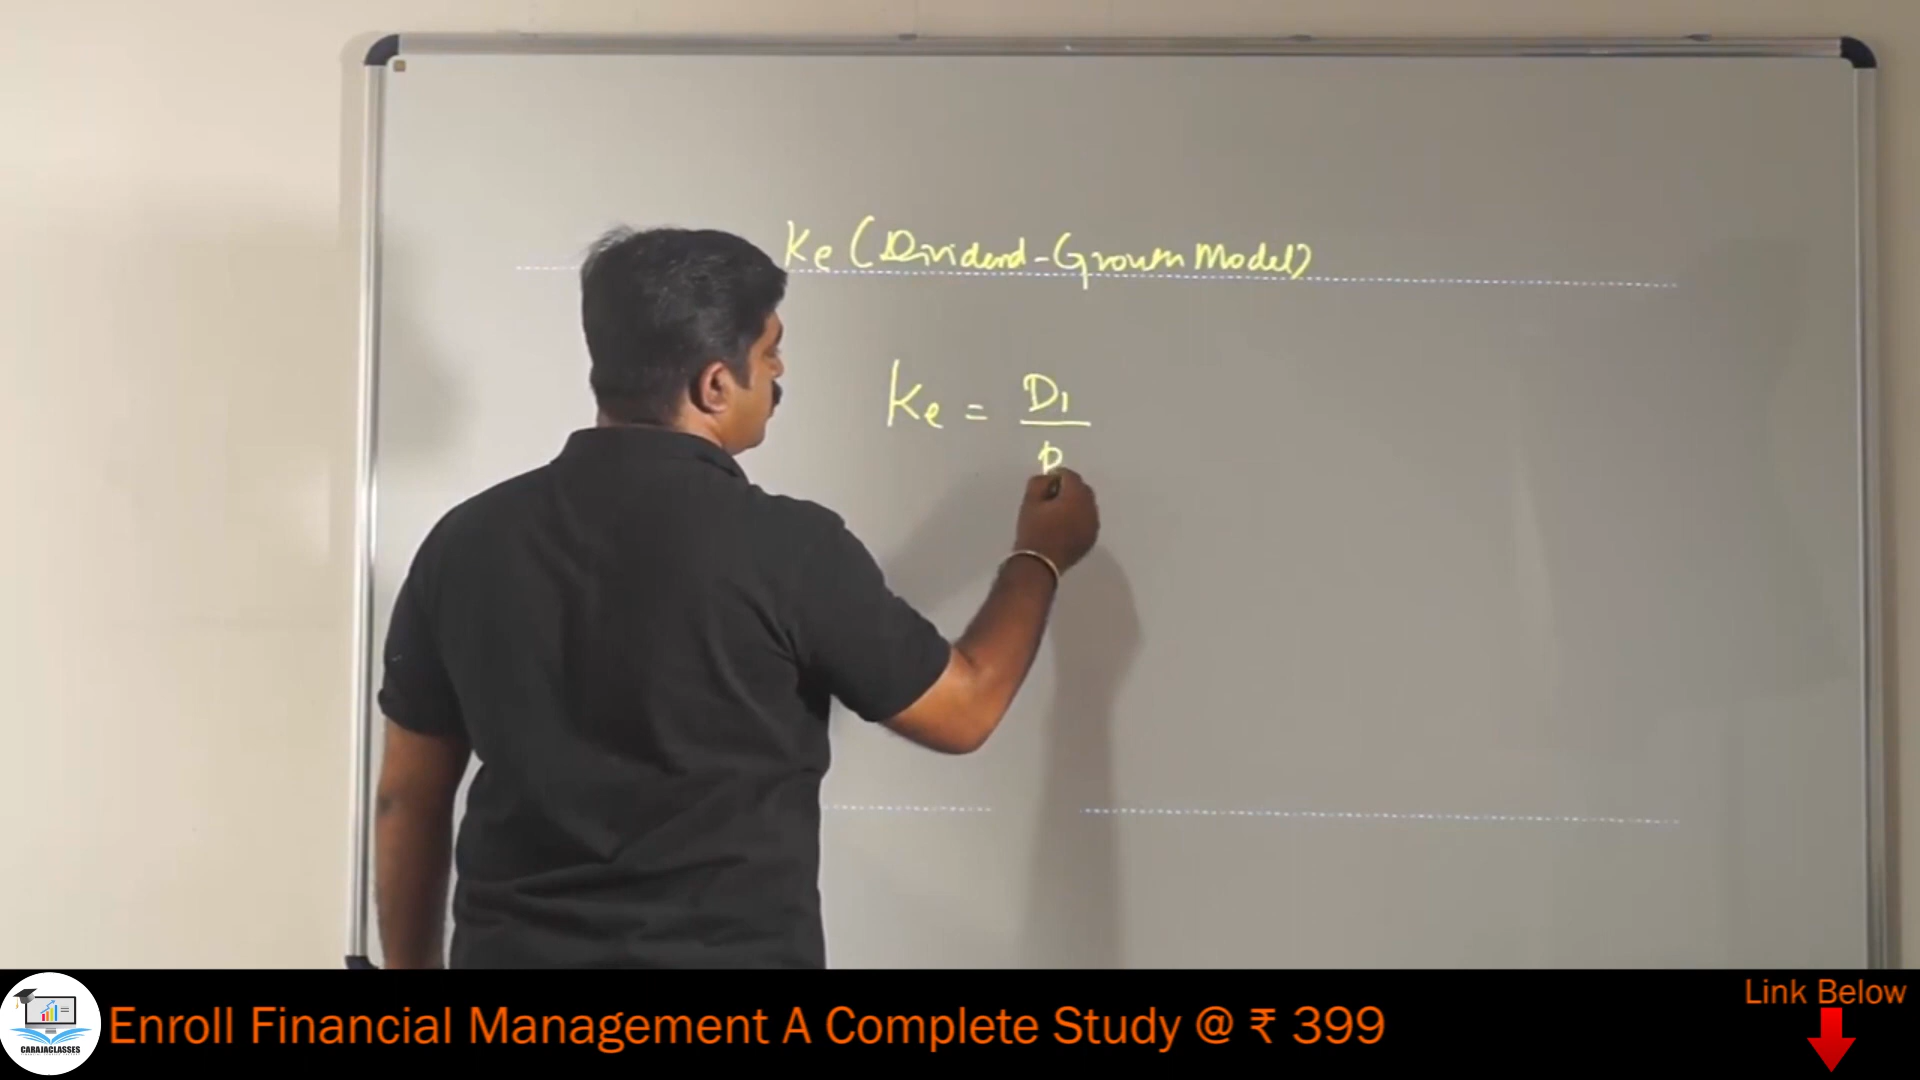 Ke (Dividend-Growth Model)
Ke = D1
P
Enroll Financial Management A Complete Study @ ₹ 399
Link Below
CARAJACLASSES